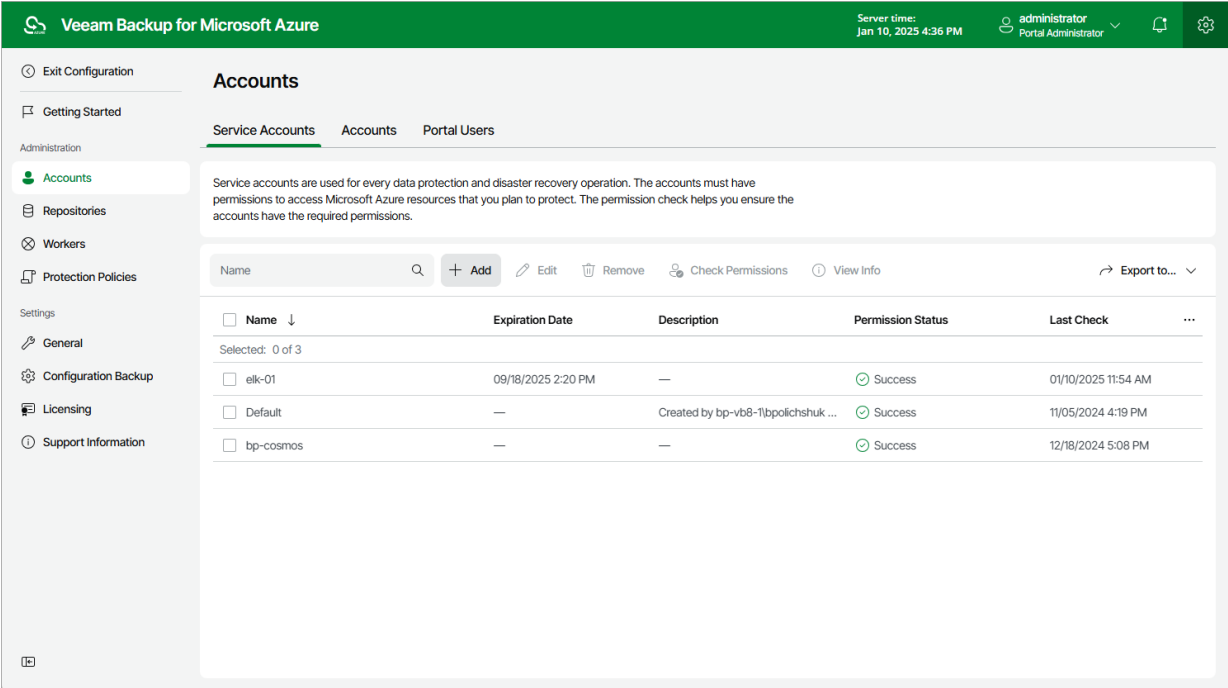 Veeam Backup for Microsoft Azure
Server time:
Jan 10, 2025 4:36 PM
administrator
Portal Administrator
Exit Configuration
Getting Started
Administration
Accounts
Repositories
Workers
Protection Policies
Settings
General
Configuration Backup
Licensing
Support Information
Accounts
Service Accounts Accounts Portal Users
Service accounts are used for every data protection and disaster recovery operation. The accounts must have
permissions to access Microsoft Azure resources that you plan to protect. The permission check helps you ensure the
accounts have the required permissions.
Name + Add Edit Remove Check Permissions View Info Export to...
Name ↓ Expiration Date Description Permission Status Last Check ...
Selected: 0 of 3
elk-01 09/18/2025 2:20 PM — Success 01/10/2025 11:54 AM
Default — Created by bp-vb8-1\bpolichshuk ... Success 11/05/2024 4:19 PM
bp-cosmos — — Success 12/18/2024 5:08 PM